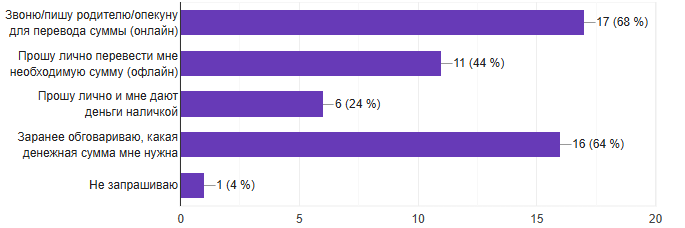 Звоню/пишу родителю/опекуну
для перевода суммы (онлайн)
17 (68 %)
Прошу лично перевести мне
необходимую сумму (офлайн)
11 (44 %)
Прошу лично и мне дают
деньги наличкой
6 (24 %)
Заранее обговариваю, какая
денежная сумма мне нужна
16 (64 %)
Не запрашиваю
1 (4 %)
0 5 10 15 20